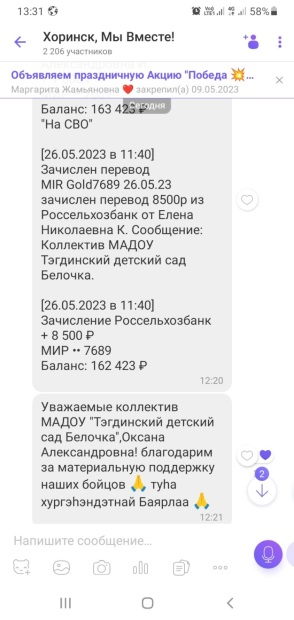 13:31
58%
Хоринск, Мы Вместе!
2 206 участников
Объявляем праздничную Акцию "Победа 💥...
Маргарита Жамьяновна ❤️ закрепил(а) 09.05.2023
Сегодня
Баланс: 163 423 ₽
"На СВО"
[26.05.2023 в 11:40]
Зачислен перевод
MIR Gold7689 26.05.23
зачислен перевод 8500р из
Россельхозбанк от Елена
Николаевна К. Сообщение:
Коллектив МАДОУ
Тэгдинский детский сад
Белочка.
[26.05.2023 в 11:40]
Зачисление Россельхозбанк
+ 8 500 ₽
МИР •• 7689
Баланс: 162 423 ₽
12:20
Уважаемые коллектив
МАДОУ "Тэгдинский детский
сад Белочка",Оксана
Александровна! благодарим
за материальную поддержку
наших бойцов 🙏 туһа
хургэһэндэтнай Баярлаа 🙏
12:21
2
Напишите сообщение...